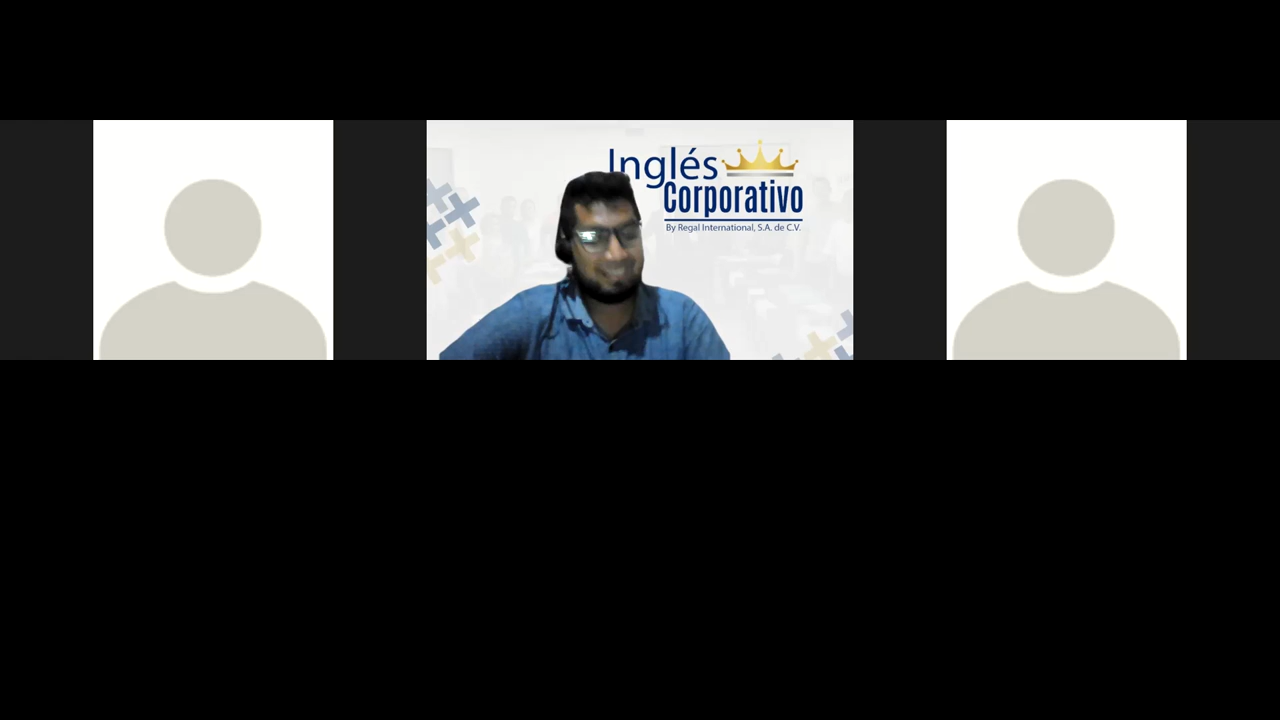 Inglés
Corporativo
By Regal International, S.A. de C.V.